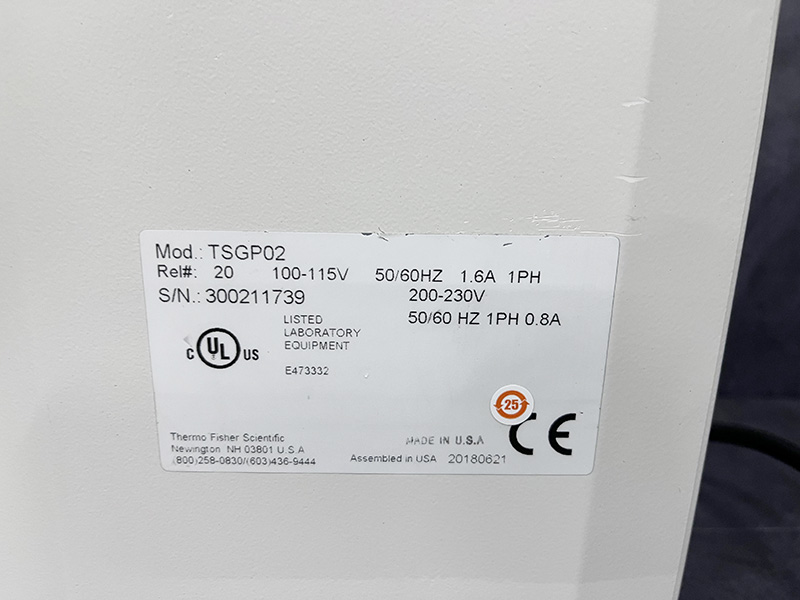 Mod.: TSGP02
Rel#: 20 100-115V 50/60HZ 1.6A 1PH
S/N.: 300211739 200-230V
50/60 HZ 1PH 0.8A
LISTED
LABORATORY
EQUIPMENT
E473332
C UL US
25
CE
Thermo Fisher Scientific
Newington NH 03801 U.S.A
(800)258-0830/(603)436-9444
MADE IN U.S.A
Assembled in USA 20180621